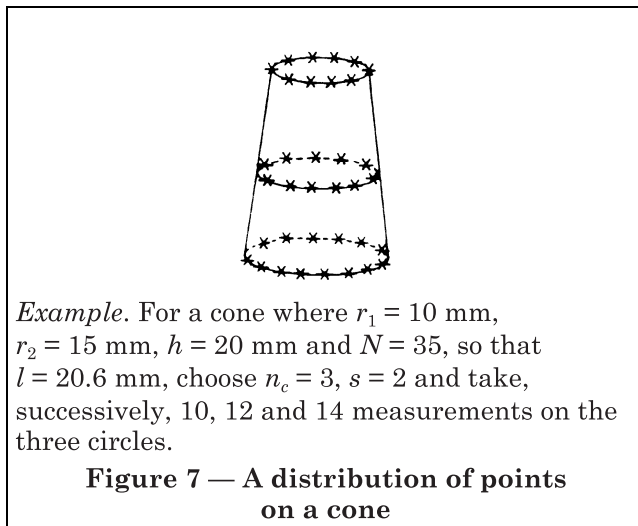 Example. For a cone where r₁ = 10 mm,
r₂ = 15 mm, h = 20 mm and N = 35, so that
l = 20.6 mm, choose n꜀ = 3, s = 2 and take,
successively, 10, 12 and 14 measurements on the
three circles.
Figure 7 — A distribution of points
on a cone